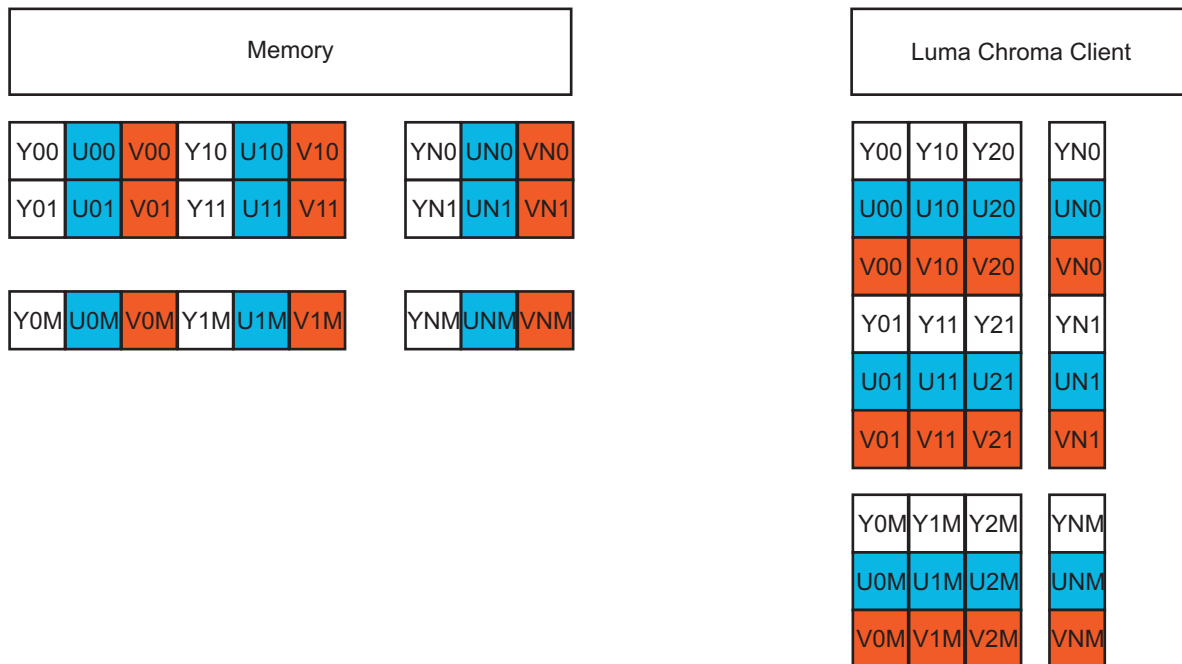 Memory
Luma Chroma Client
Y00 U00 V00 Y10 U10 V10 YN0 UN0 VN0
Y01 U01 V01 Y11 U11 V11 YN1 UN1 VN1
Y0M U0M V0M Y1M U1M V1M YNM UNM VNM
Y00 Y10 Y20 YN0
U00 U10 U20 UN0
V00 V10 V20 VN0
Y01 Y11 Y21 YN1
U01 U11 U21 UN1
V01 V11 V21 VN1
Y0M Y1M Y2M YNM
U0M U1M U2M UNM
V0M V1M V2M VNM